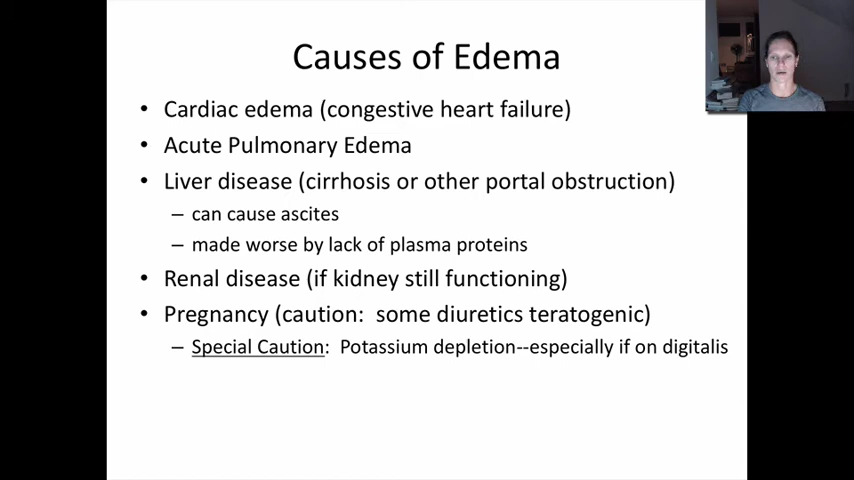 Causes of Edema
• Cardiac edema (congestive heart failure)
• Acute Pulmonary Edema
• Liver disease (cirrhosis or other portal obstruction)
– can cause ascites
– made worse by lack of plasma proteins
• Renal disease (if kidney still functioning)
• Pregnancy (caution:  some diuretics teratogenic)
– Special Caution:  Potassium depletion--especially if on digitalis